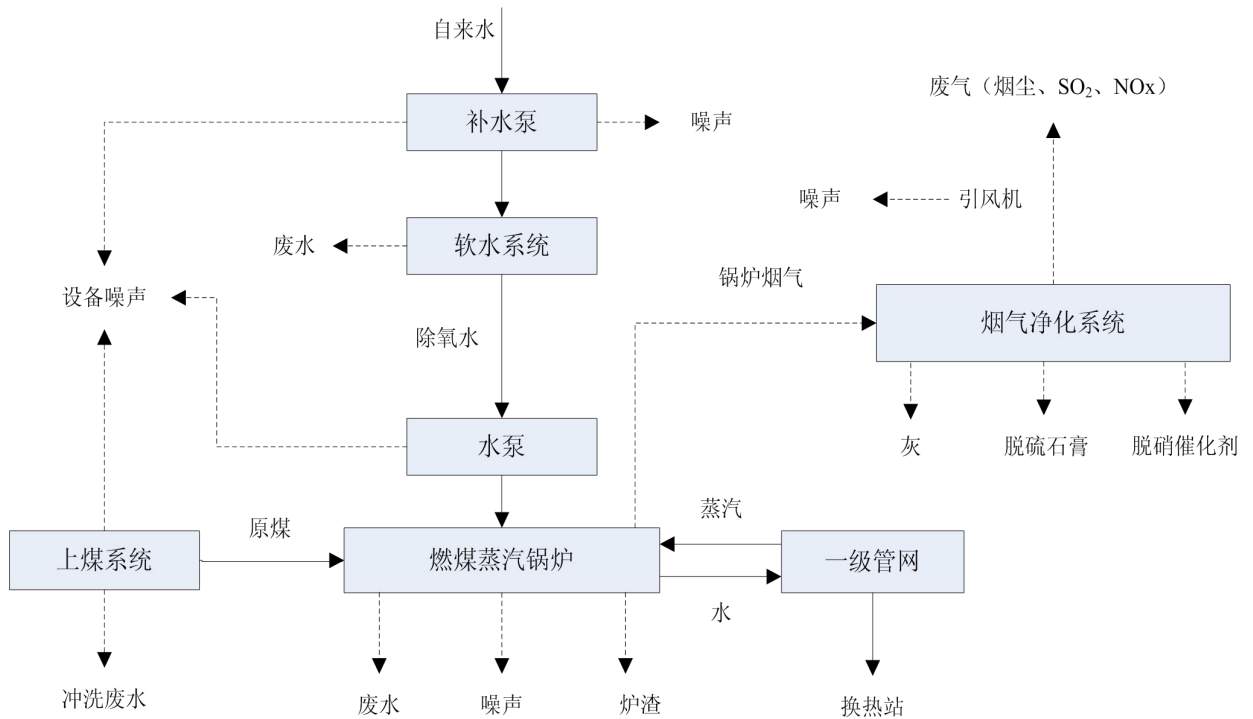 自来水
废气（烟尘、SO₂、NOx）
补水泵
噪声
噪声
引风机
废水
软水系统
锅炉烟气
设备噪声
烟气净化系统
除氧水
水泵
灰
脱硫石膏
脱硝催化剂
蒸汽
原煤
上煤系统
燃煤蒸汽锅炉
一级管网
水
冲洗废水
废水
噪声
炉渣
换热站